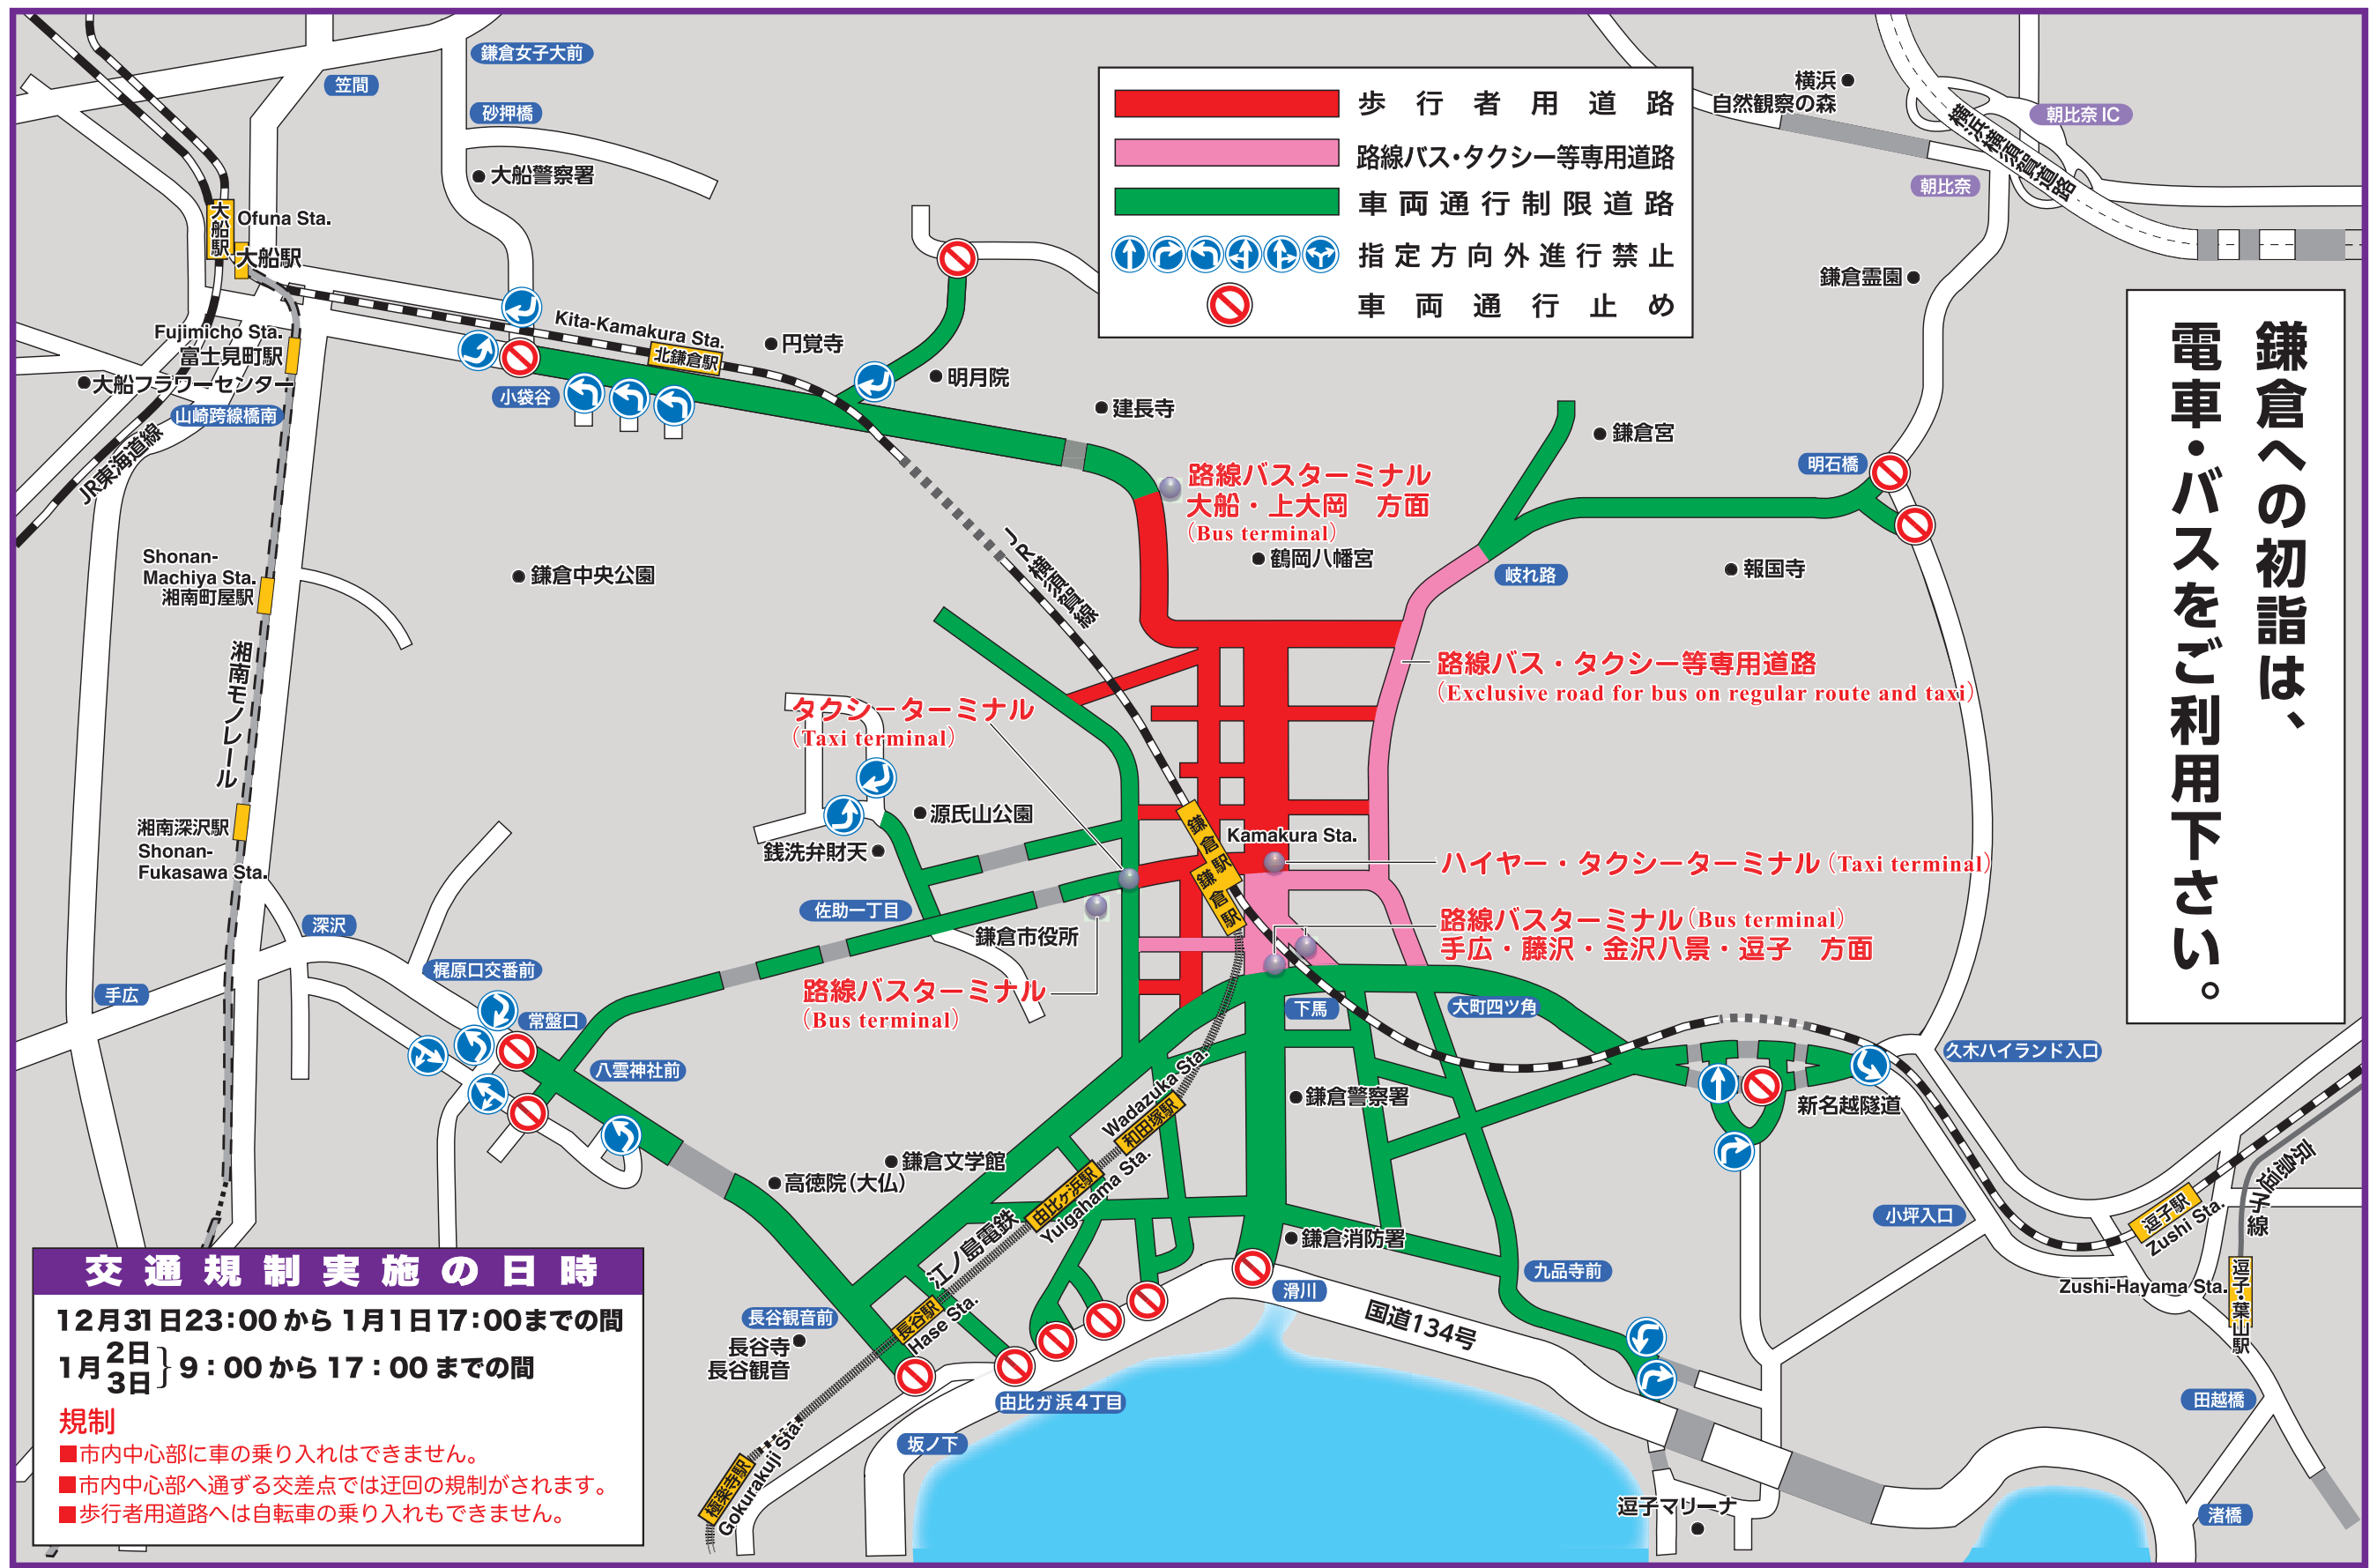 鎌倉女子大前
笠間
砂押橋
大船警察署
大船駅
Ofuna Sta.
大船駅
Fujimicho Sta.
富士見町駅
大船フラワーセンター
山崎跨線橋南
JR東海道線
Kita-Kamakura Sta.
北鎌倉駅
小袋谷
円覚寺
明月院
建長寺
歩行者用道路
路線バス・タクシー等専用道路
車両通行制限道路
指定方向外進行禁止
車両通行止め
横浜
自然観察の森
横浜横須賀道路
朝比奈IC
朝比奈
鎌倉霊園
鎌倉への初詣は、
電車・バスをご利用下さい。
鎌倉宮
明石橋
路線バスターミナル
大船・上大岡 方面
(Bus terminal)
鶴岡八幡宮
岐れ路
報国寺
JR横須賀線
Shonan-
Machiya Sta.
湘南町屋駅
鎌倉中央公園
湘南モノレール
路線バス・タクシー等専用道路
(Exclusive road for bus on regular route and taxi)
タクシーターミナル
(Taxi terminal)
源氏山公園
銭洗弁財天
湘南深沢駅
Shonan-
Fukasawa Sta.
鎌倉駅
Kamakura Sta.
鎌倉駅
ハイヤー・タクシーターミナル(Taxi terminal)
佐助一丁目
鎌倉市役所
路線バスターミナル(Bus terminal)
手広・藤沢・金沢八景・逗子 方面
深沢
梶原口交番前
手広
常盤口
路線バスターミナル
(Bus terminal)
八雲神社前
下馬
大町四ツ角
久木ハイランド入口
新名越隧道
鎌倉警察署
Wadazuka Sta.
和田塚駅
由比ヶ浜駅
Yuigahama Sta.
鎌倉文学館
高徳院(大仏)
江ノ島電鉄
鎌倉消防署
小坪入口
逗子駅
Zushi Sta.
京急逗子線
Zushi-Hayama Sta.
逗子・葉山駅
九品寺前
滑川
国道134号
長谷観音前
長谷寺
長谷観音
長谷駅
Hase Sta.
由比ガ浜4丁目
坂ノ下
極楽寺駅
Gokurakuji Sta.
逗子マリーナ
田越橋
渚橋
交通規制実施の日時
12月31日23:00から1月1日17:00までの間
1月2日
3日}9:00から17:00までの間
規制
■市内中心部に車の乗り入れはできません。
■市内中心部へ通ずる交差点では迂回の規制がされます。
■歩行者用道路へは自転車の乗り入れもできません。